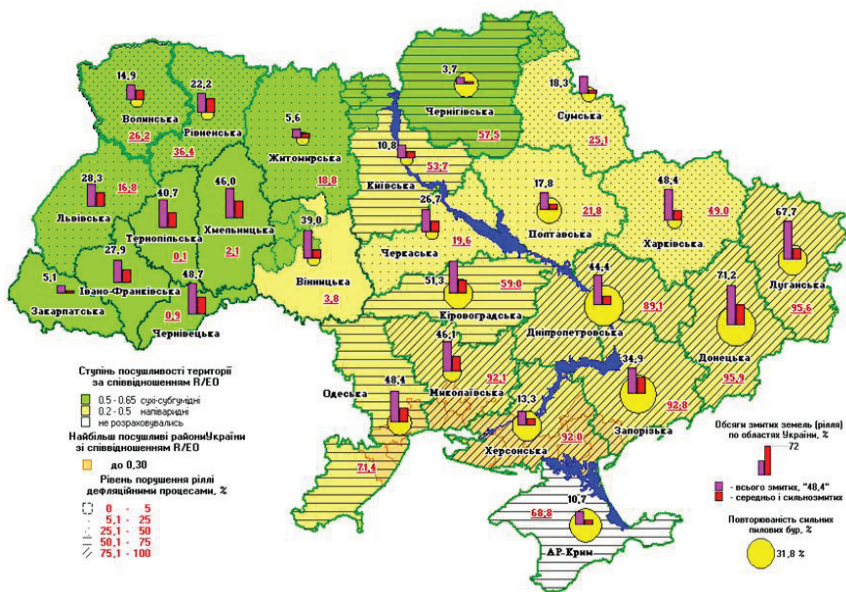 14,9
Волинська
26,2
22,2
Рівненська
36,4
5,6
Житомирська
18,8
3,7
Чернігівська
57,5
18,3
Сумська
25,1
10,8
Київська
53,7
28,3
16,8
Львівська
40,7
Тернопільська
0,1
46,0
Хмельницька
2,1
39,0
Вінницька
3,8
26,7
Черкаська
19,6
17,8
Полтавська
21,8
48,4
49,0
Харківська
67,7
Луганська
95,6
5,1
Закарпатська
27,9
Івано-Франківська
48,7
0,9
Чернівецька
51,3
59,0
Кіровоградська
44,4
89,1
Дніпропетровська
71,2
Донецька
95,9
46,1
92,1
Миколаївська
34,9
92,8
Запорізька
48,4
Одеська
71,4
13,3
92,0
Херсонська
10,7
68,8
АР-Крим
Ступінь посушливості території
за співвідношенням R/E0
0.5 - 0.65 сухі-субгумідні
0.2 - 0.5 напіваридні
не розраховувались
Найбільш посушливі райониУкраїни
зі співвідношенням R/E0
до 0,30
Рівень порушення ріллі
дефляційними процесами, %
0 - 5
5,1 - 25
25,1 - 50
50,1 - 75
75,1 - 100
Обсяги змитих земель (рілля)
по областях України, %
72
- всього змитих, "48,4"
- середньо і сильнозмитих
Повторюваність сильних
пилових бур, %
31,8 %